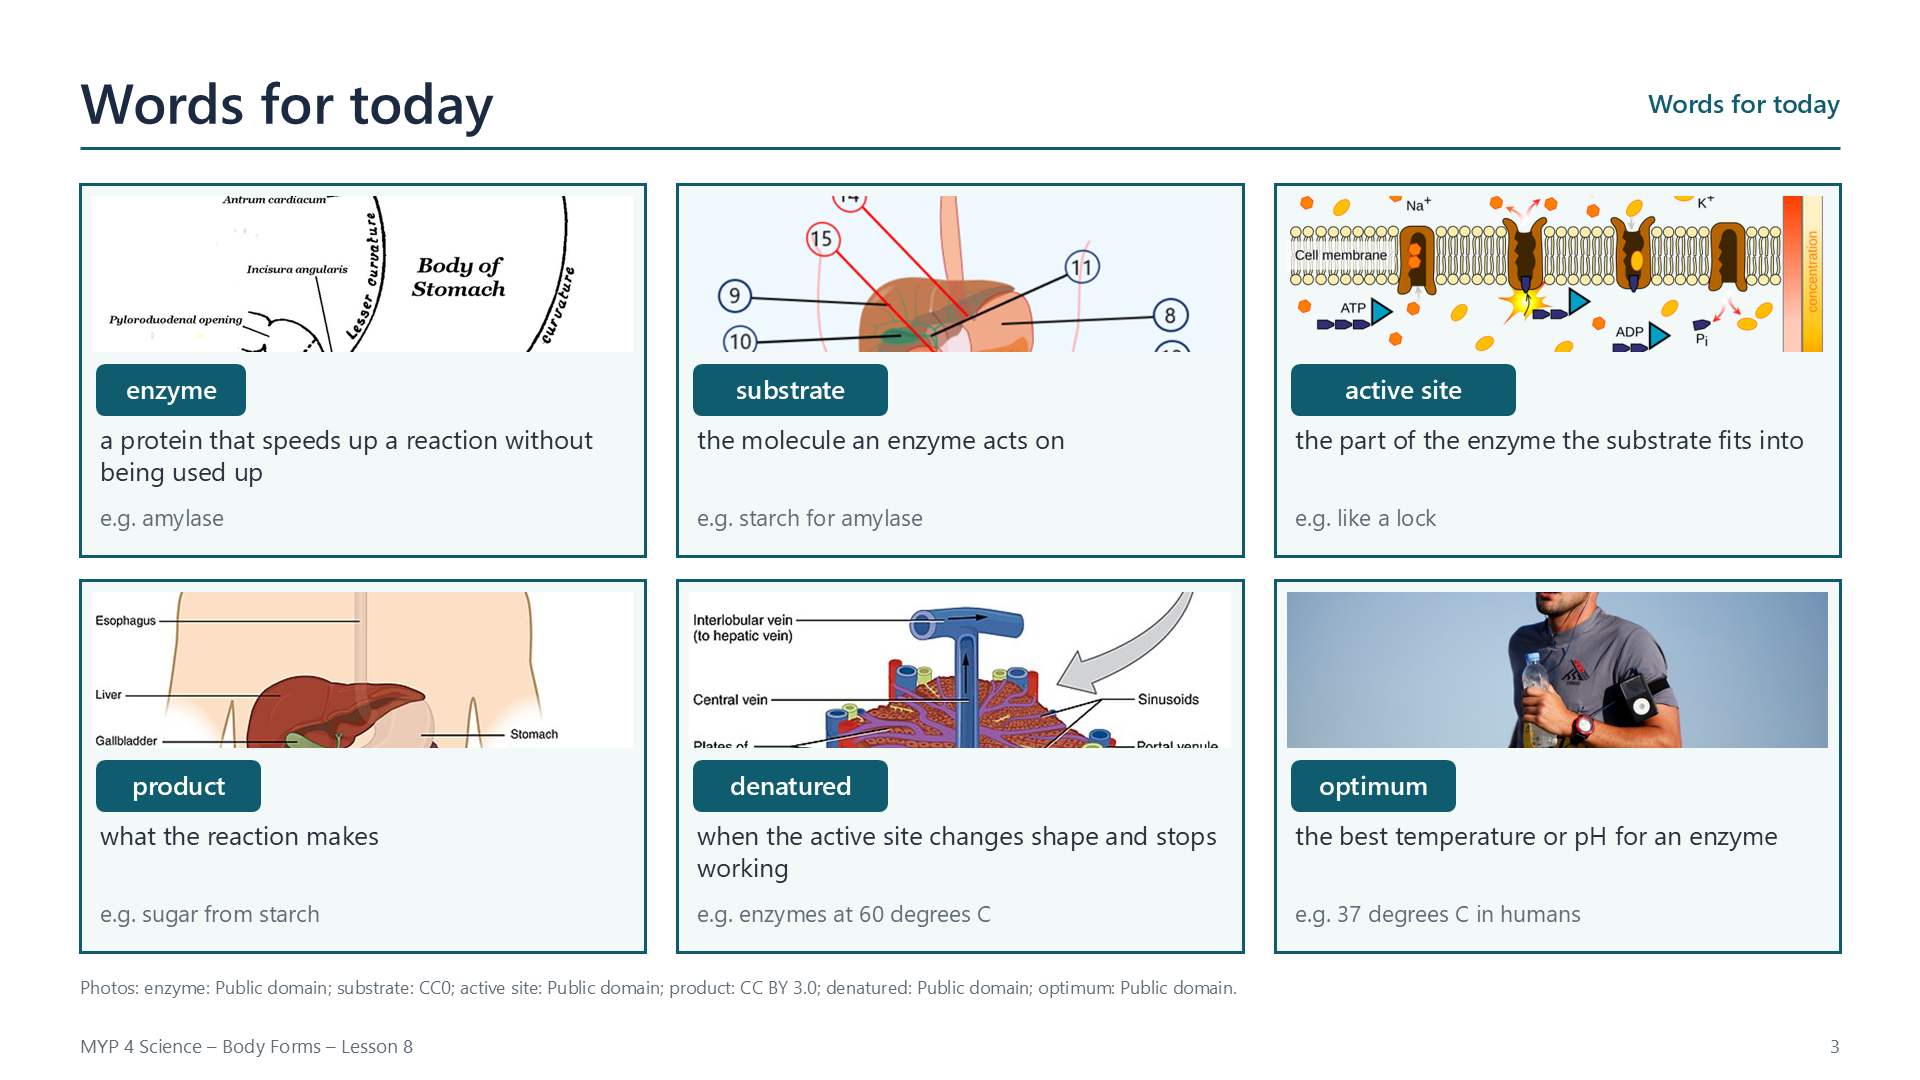 Words for today
Words for today
Antrum cardiacum
Incisura angularis
Pyloroduodenal opening
Lesser curvature
Body of
Stomach
curvature
enzyme
a protein that speeds up a reaction without
being used up
e.g. amylase
14
15
11
9
8
10
substrate
the molecule an enzyme acts on
e.g. starch for amylase
Na+
K+
Cell membrane
ATP
ADP
Pi
concentration
active site
the part of the enzyme the substrate fits into
e.g. like a lock
Esophagus
Liver
Gallbladder
Stomach
product
what the reaction makes
e.g. sugar from starch
Interlobular vein
(to hepatic vein)
Central vein
Sinusoids
Plates of
Portal venule
denatured
when the active site changes shape and stops
working
e.g. enzymes at 60 degrees C
optimum
the best temperature or pH for an enzyme
e.g. 37 degrees C in humans
Photos: enzyme: Public domain; substrate: CC0; active site: Public domain; product: CC BY 3.0; denatured: Public domain; optimum: Public domain.
MYP 4 Science – Body Forms – Lesson 8
3